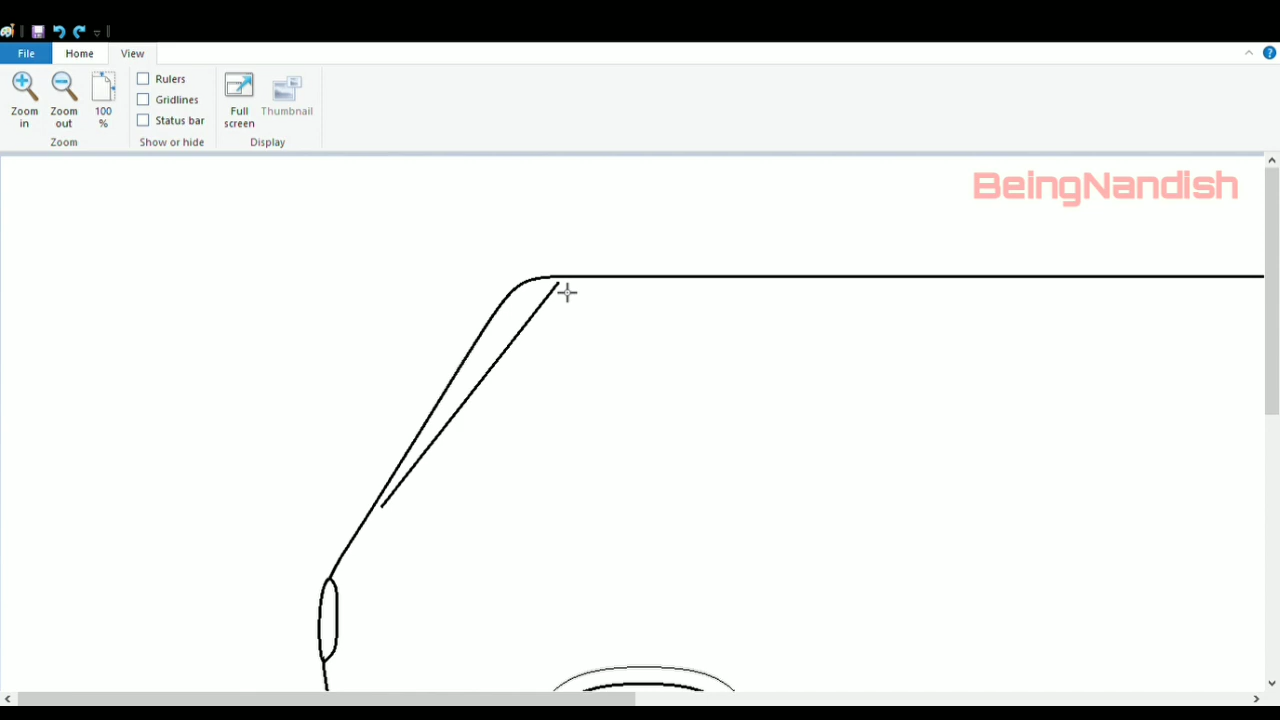 File Home View
Zoom in
Zoom out
100 %
Rulers
Gridlines
Status bar
Full screen
Thumbnail
Zoom
Show or hide
Display
BeingNandish